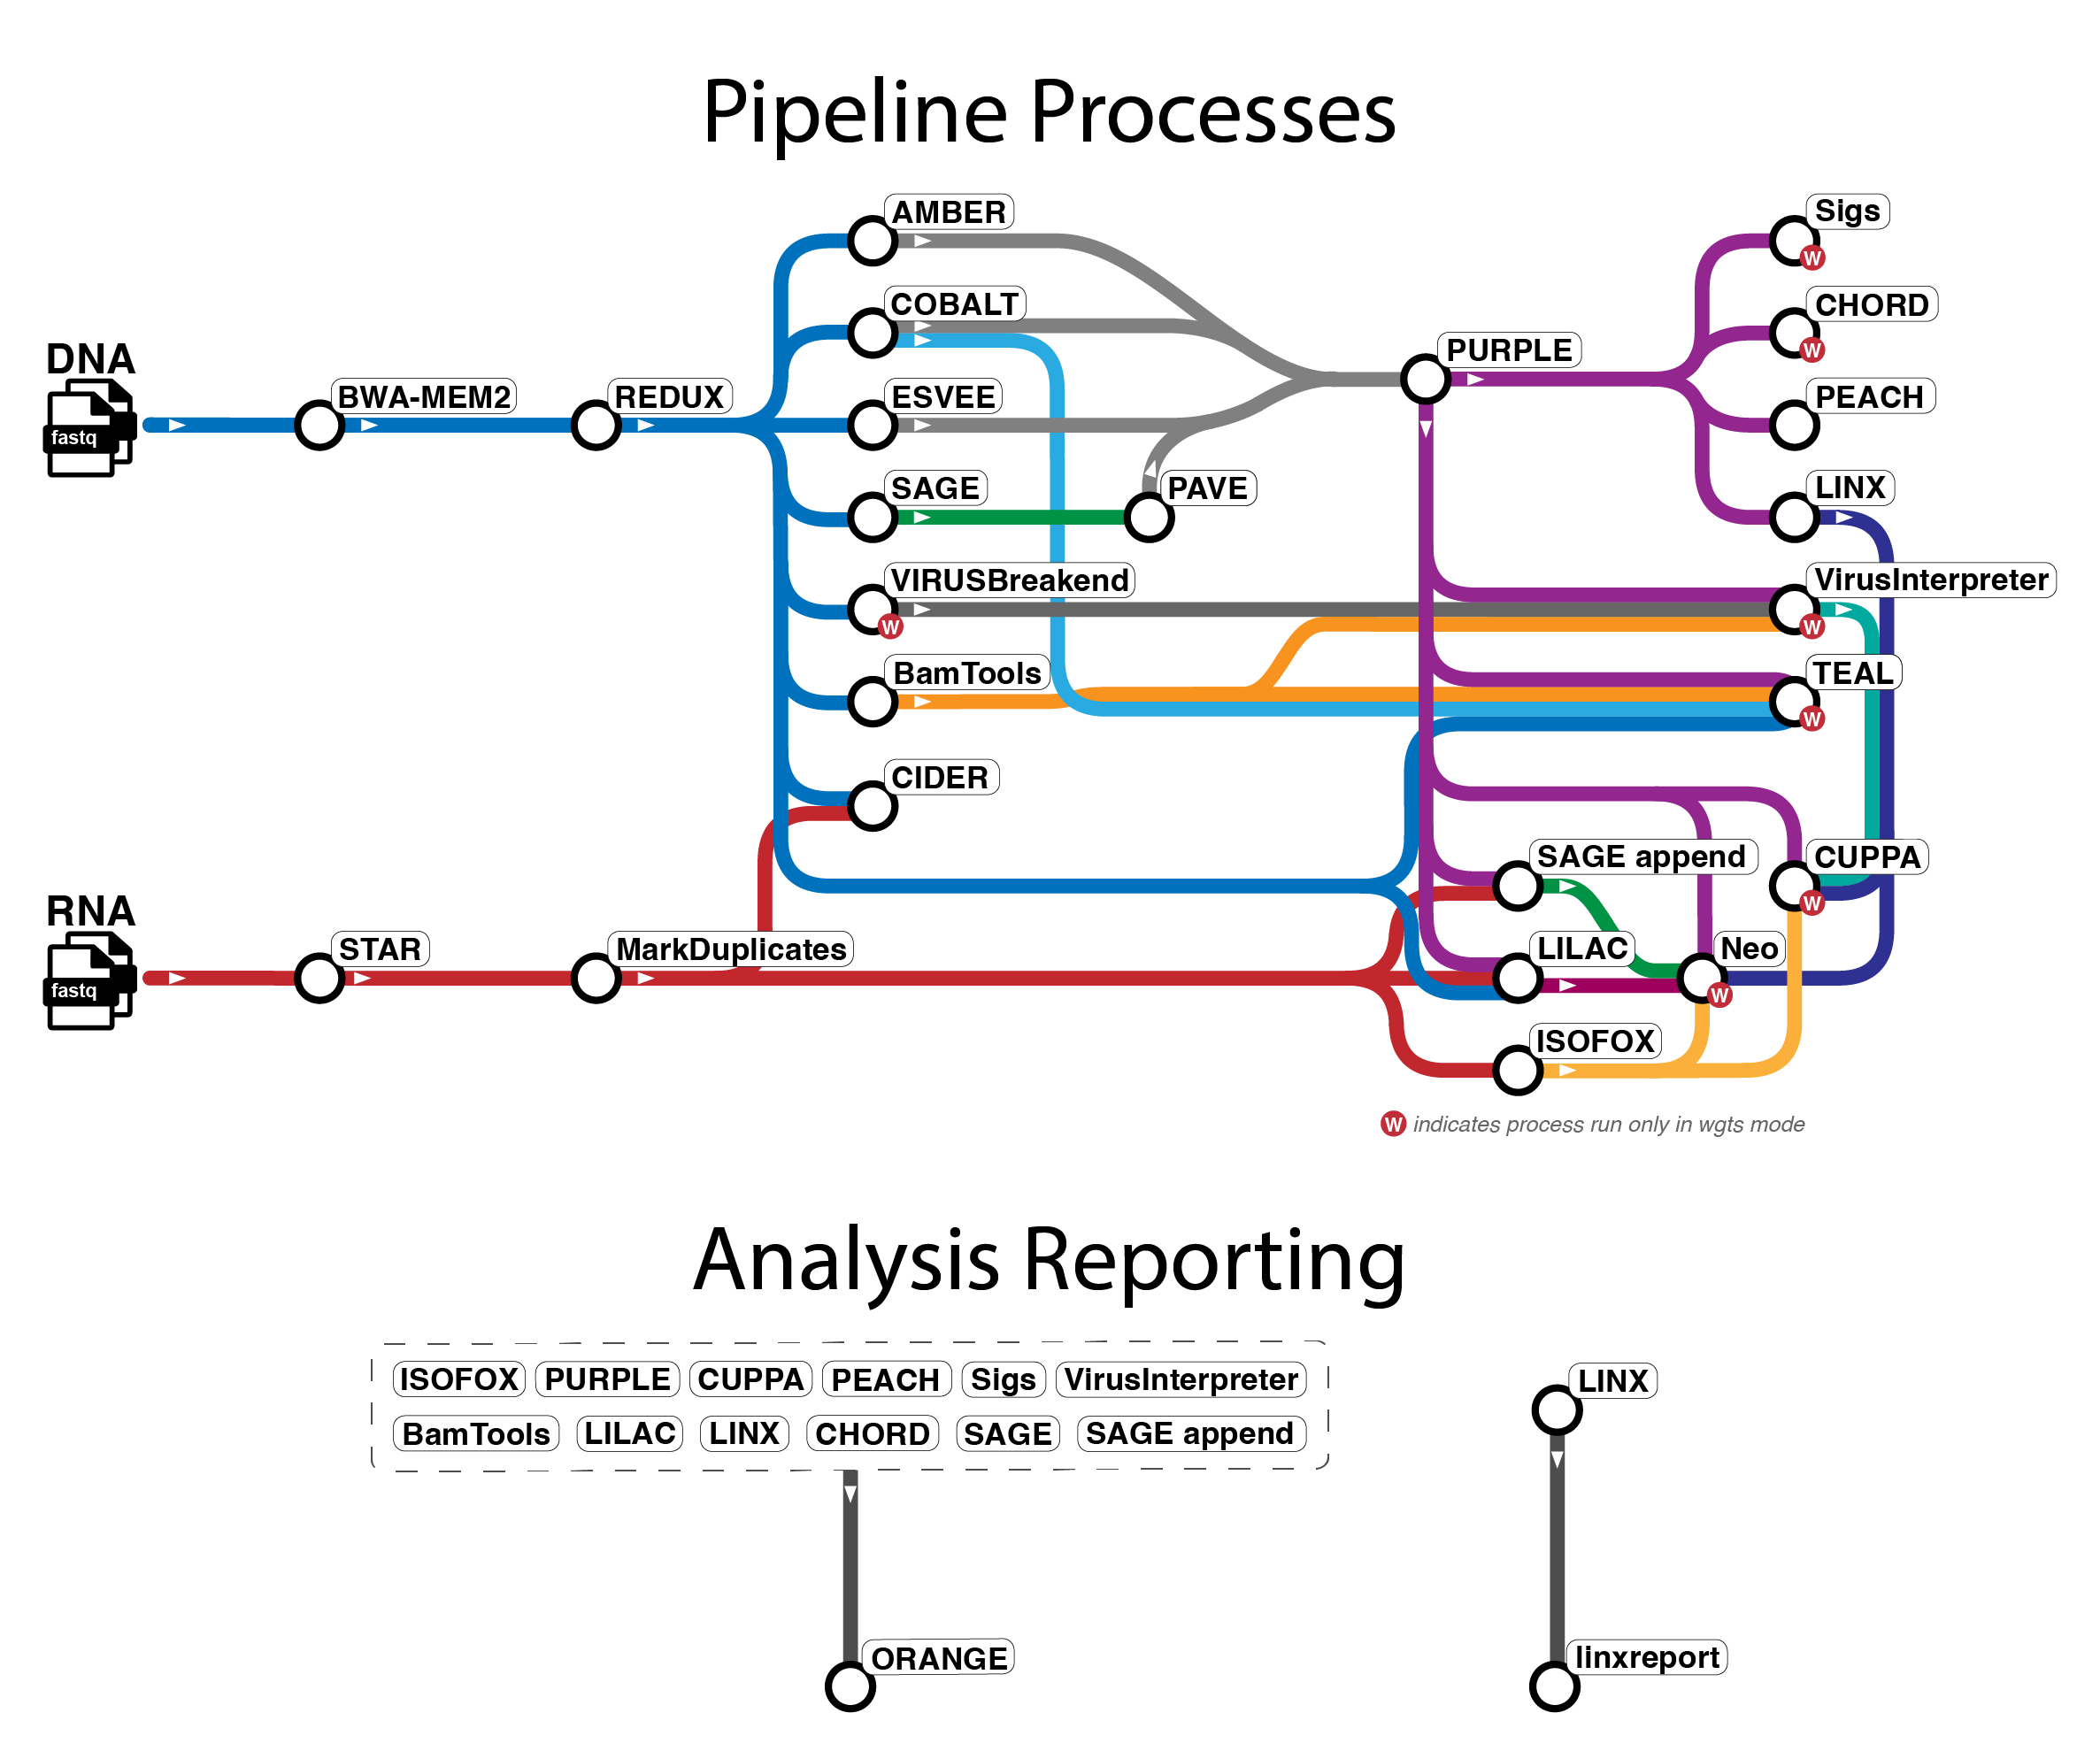 Pipeline Processes
AMBER
Sigs
W
COBALT
CHORD
W
PURPLE
DNA
fastq
BWA-MEM2
REDUX
ESVEE
PEACH
SAGE
PAVE
LINX
VIRUSBreakend
W
VirusInterpreter
W
BamTools
TEAL
W
CIDER
SAGE append
CUPPA
W
RNA
fastq
STAR
MarkDuplicates
LILAC
Neo
W
ISOFOX
W indicates process run only in wgts mode
Analysis Reporting
ISOFOX PURPLE CUPPA PEACH Sigs VirusInterpreter
BamTools LILAC LINX CHORD SAGE SAGE append
LINX
ORANGE
linxreport